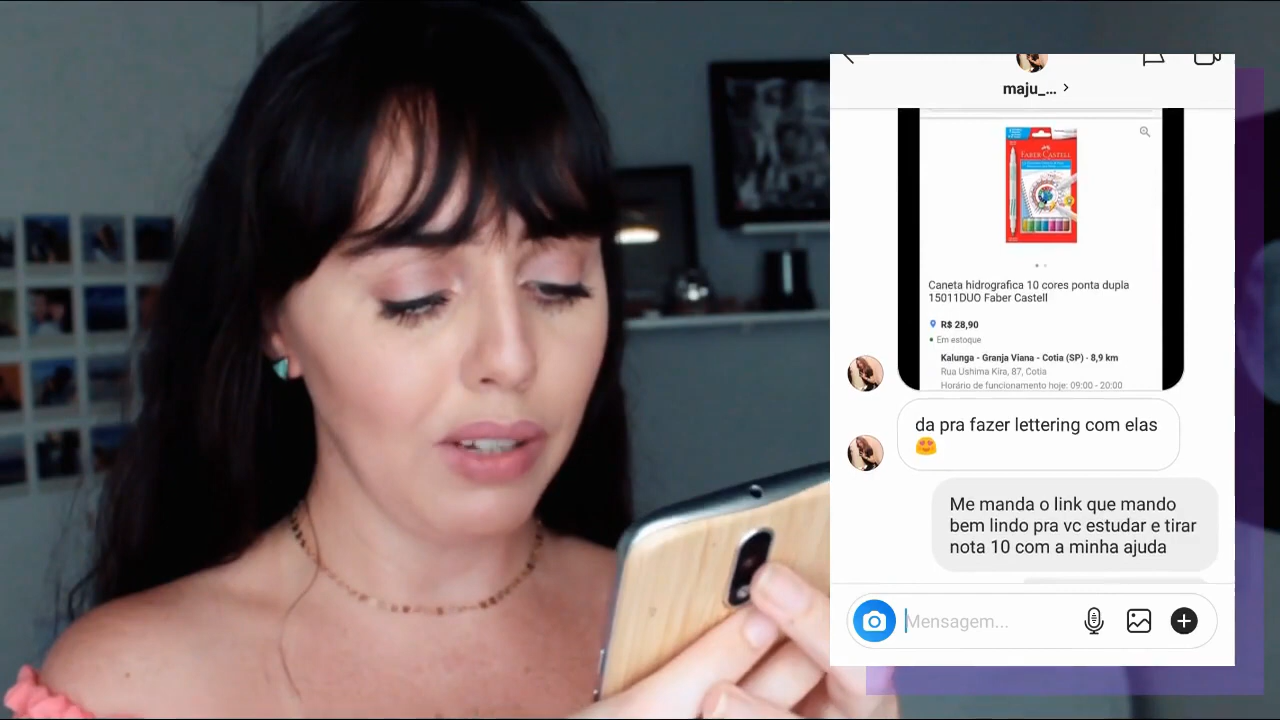 maju_...
FABER-CASTELL
Caneta hidrografica 10 cores ponta dupla
15011DUO Faber Castell
R$ 28,90
Em estoque
Kalunga - Granja Viana - Cotia (SP) · 8,9 km
Rua Ushima Kira, 87, Cotia
Horário de funcionamento hoje: 09:00 - 20:00
da pra fazer lettering com elas
😍
Me manda o link que mando
bem lindo pra vc estudar e tirar
nota 10 com a minha ajuda
Mensagem...